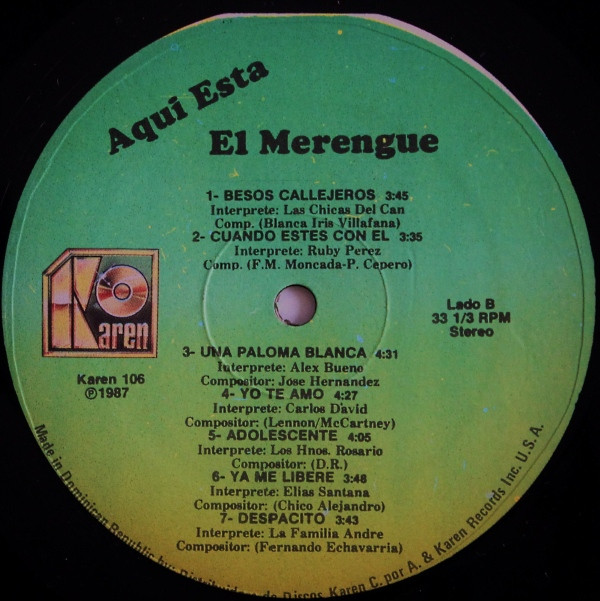 Aqui Esta
El Merengue
1- BESOS CALLEJEROS 3:45
Interprete: Las Chicas Del Can
Comp. (Blanca Iris Villafana)
2- CUANDO ESTES CON EL 3:35
Interprete: Ruby Perez
Comp. (F.M. Moncada-P. Cepero)
Karen
Karen 106
℗1987
Lado B
33 1/3 RPM
Stereo
3- UNA PALOMA BLANCA 4:31
Interprete: Alex Bueno
Compositor: Jose Hernandez
4- YO TE AMO 4:27
Interprete: Carlos David
Compositor: (Lennon/McCartney)
5- ADOLESCENTE 4:05
Interprete: Los Hnos. Rosario
Compositor: (D.R.)
6- YA ME LIBERE 3:48
Interprete: Elias Santana
Compositor: (Chico Alejandro)
7- DESPACITO 3:43
Interprete: La Familia Andre
Compositor: (Fernando Echavarria)
Made in Dominican Republic by: de Discos Karen C. por A. & Karen Records Inc. U.S.A.